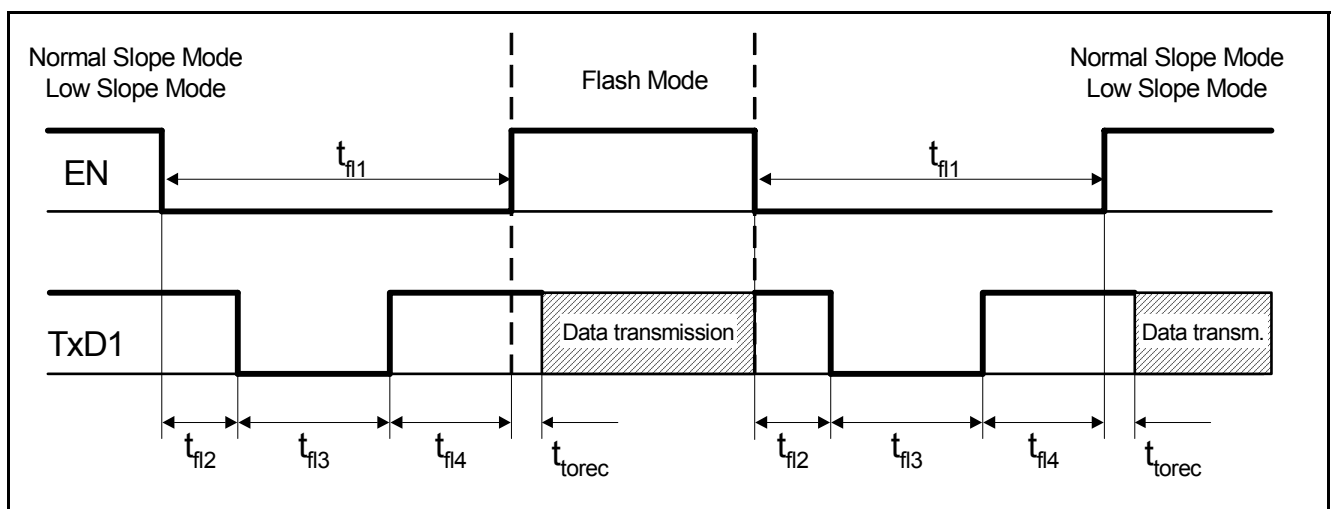 Normal Slope Mode
Low Slope Mode
Flash Mode
Normal Slope Mode
Low Slope Mode
EN
tfl1
tfl1
TxD1
Data transmission
Data transm.
tfl2
tfl3
tfl4
ttorec
tfl2
tfl3
tfl4
ttorec